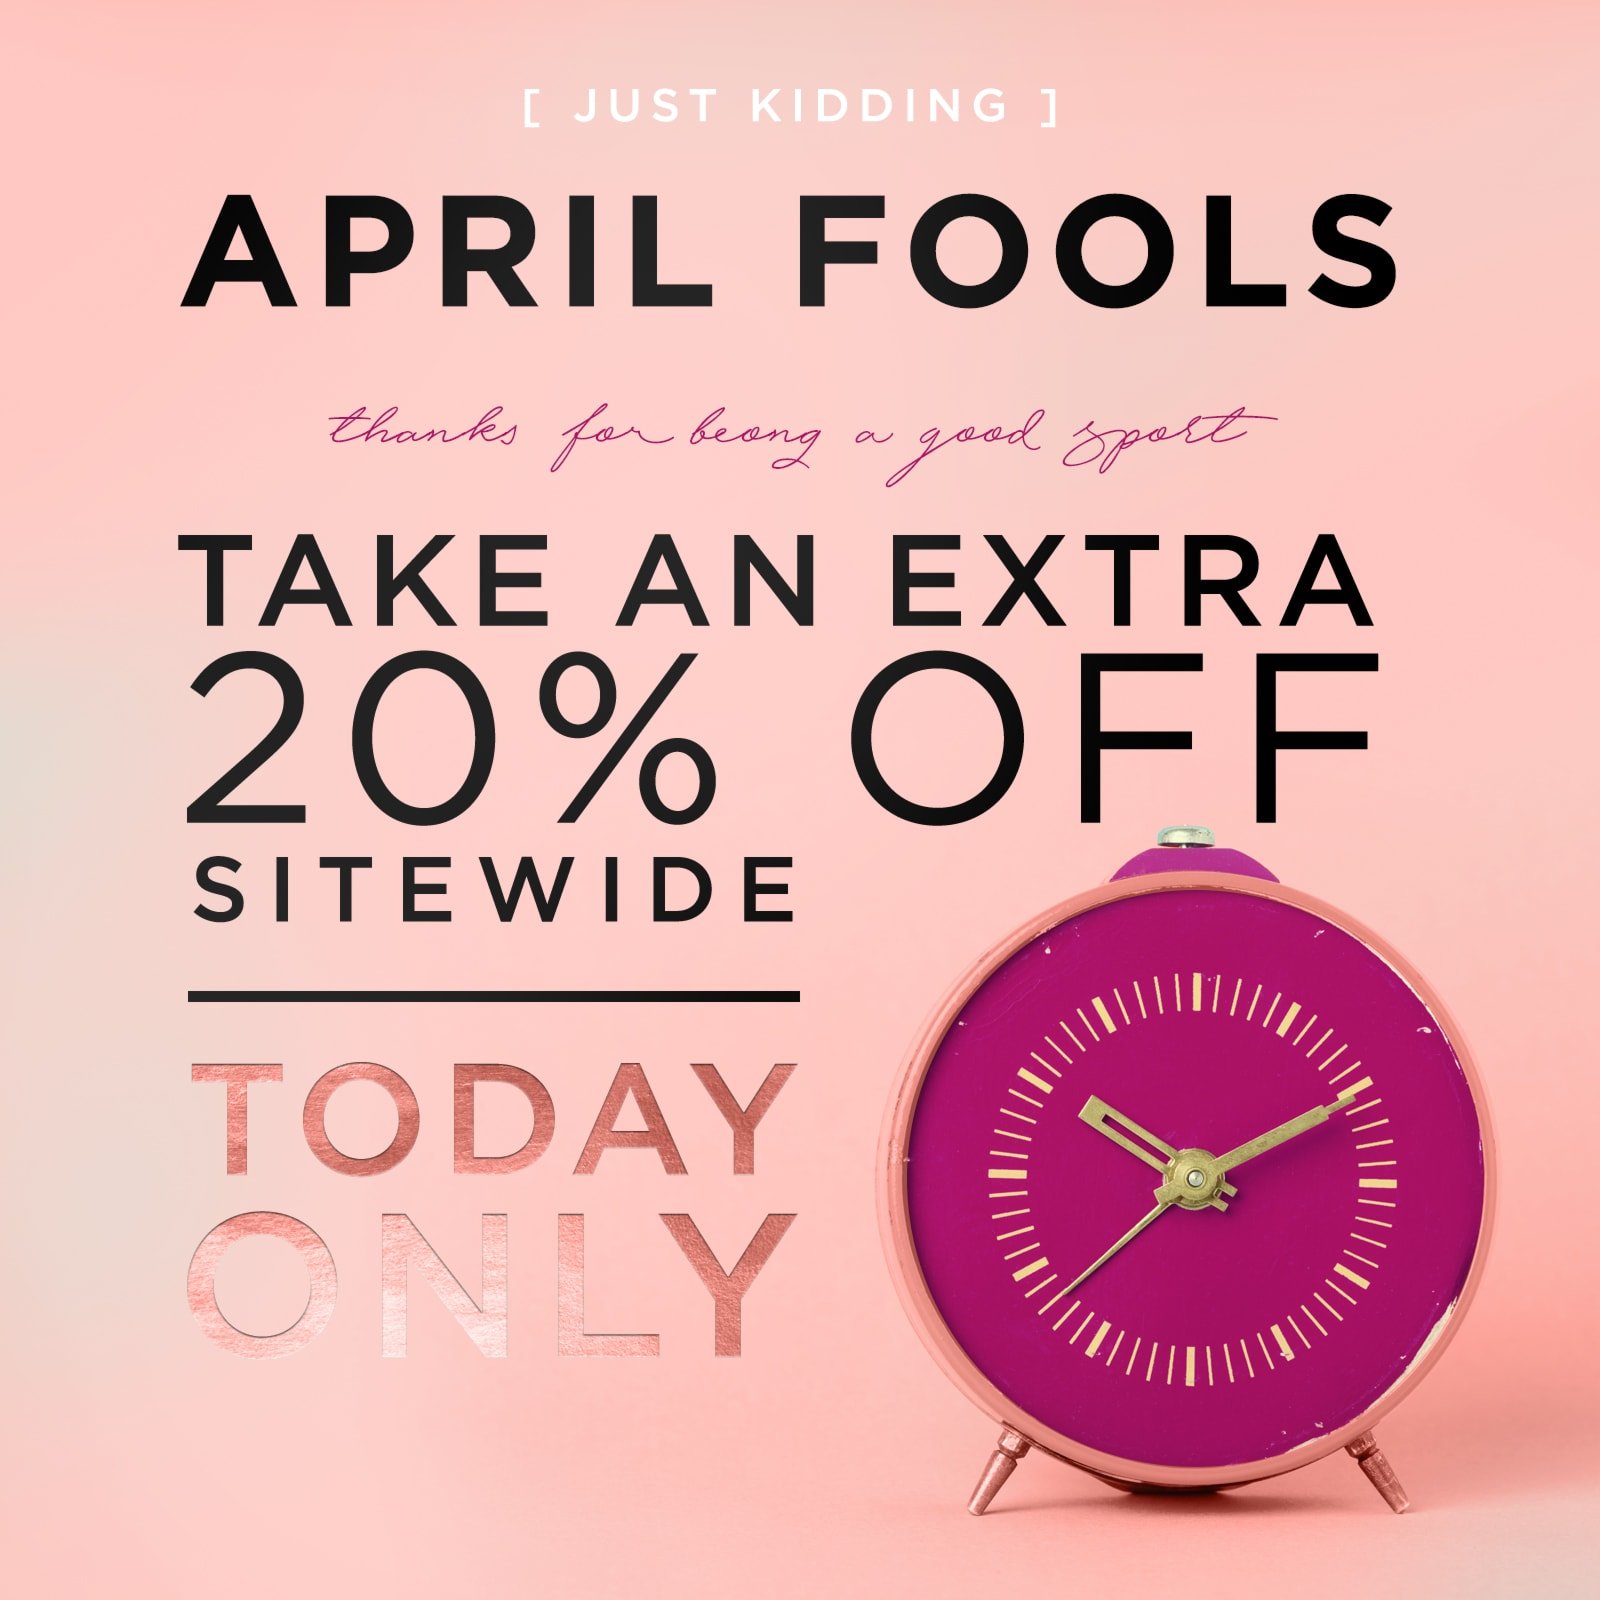 [ JUST KIDDING ]
APRIL FOOLS
thanks for beong a good sport
TAKE AN EXTRA
20% OFF
SITEWIDE
TODAY
ONLY